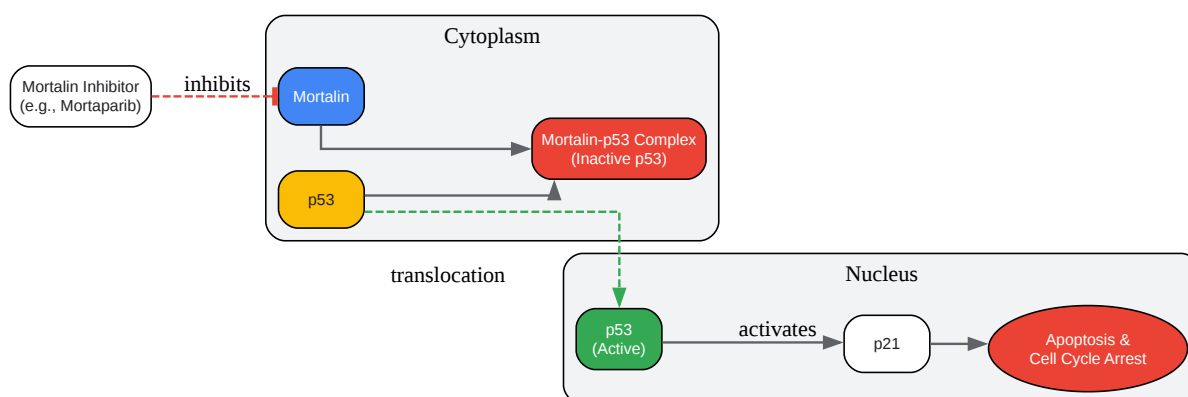 Cytoplasm
Mortalin Inhibitor
(e.g., Mortaparib)
inhibits
Mortalin
Mortalin-p53 Complex
(Inactive p53)
p53
translocation
Nucleus
p53
(Active)
activates
p21
Apoptosis &
Cell Cycle Arrest